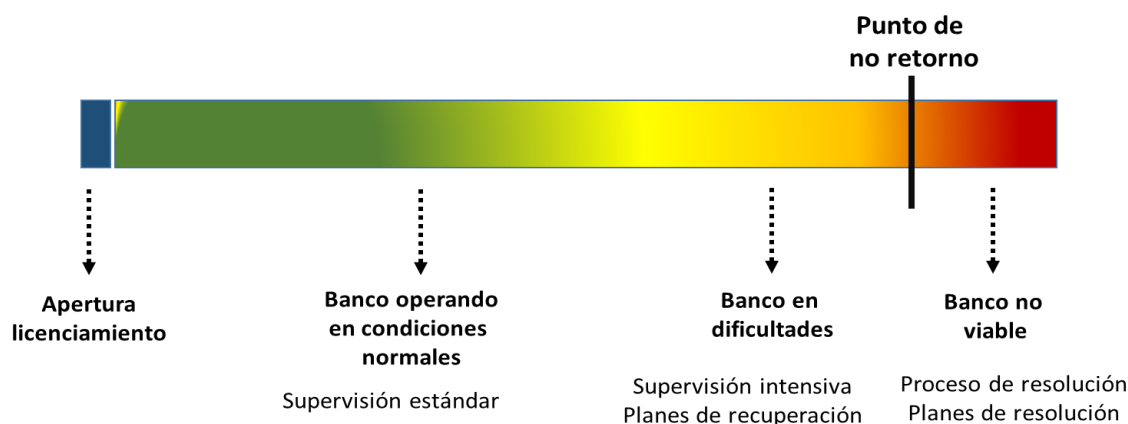 Punto de
no retorno
Apertura
licenciamiento
Banco operando
en condiciones
normales
Supervisión estándar
Banco en
dificultades
Supervisión intensiva
Planes de recuperación
Banco no
viable
Proceso de resolución
Planes de resolución